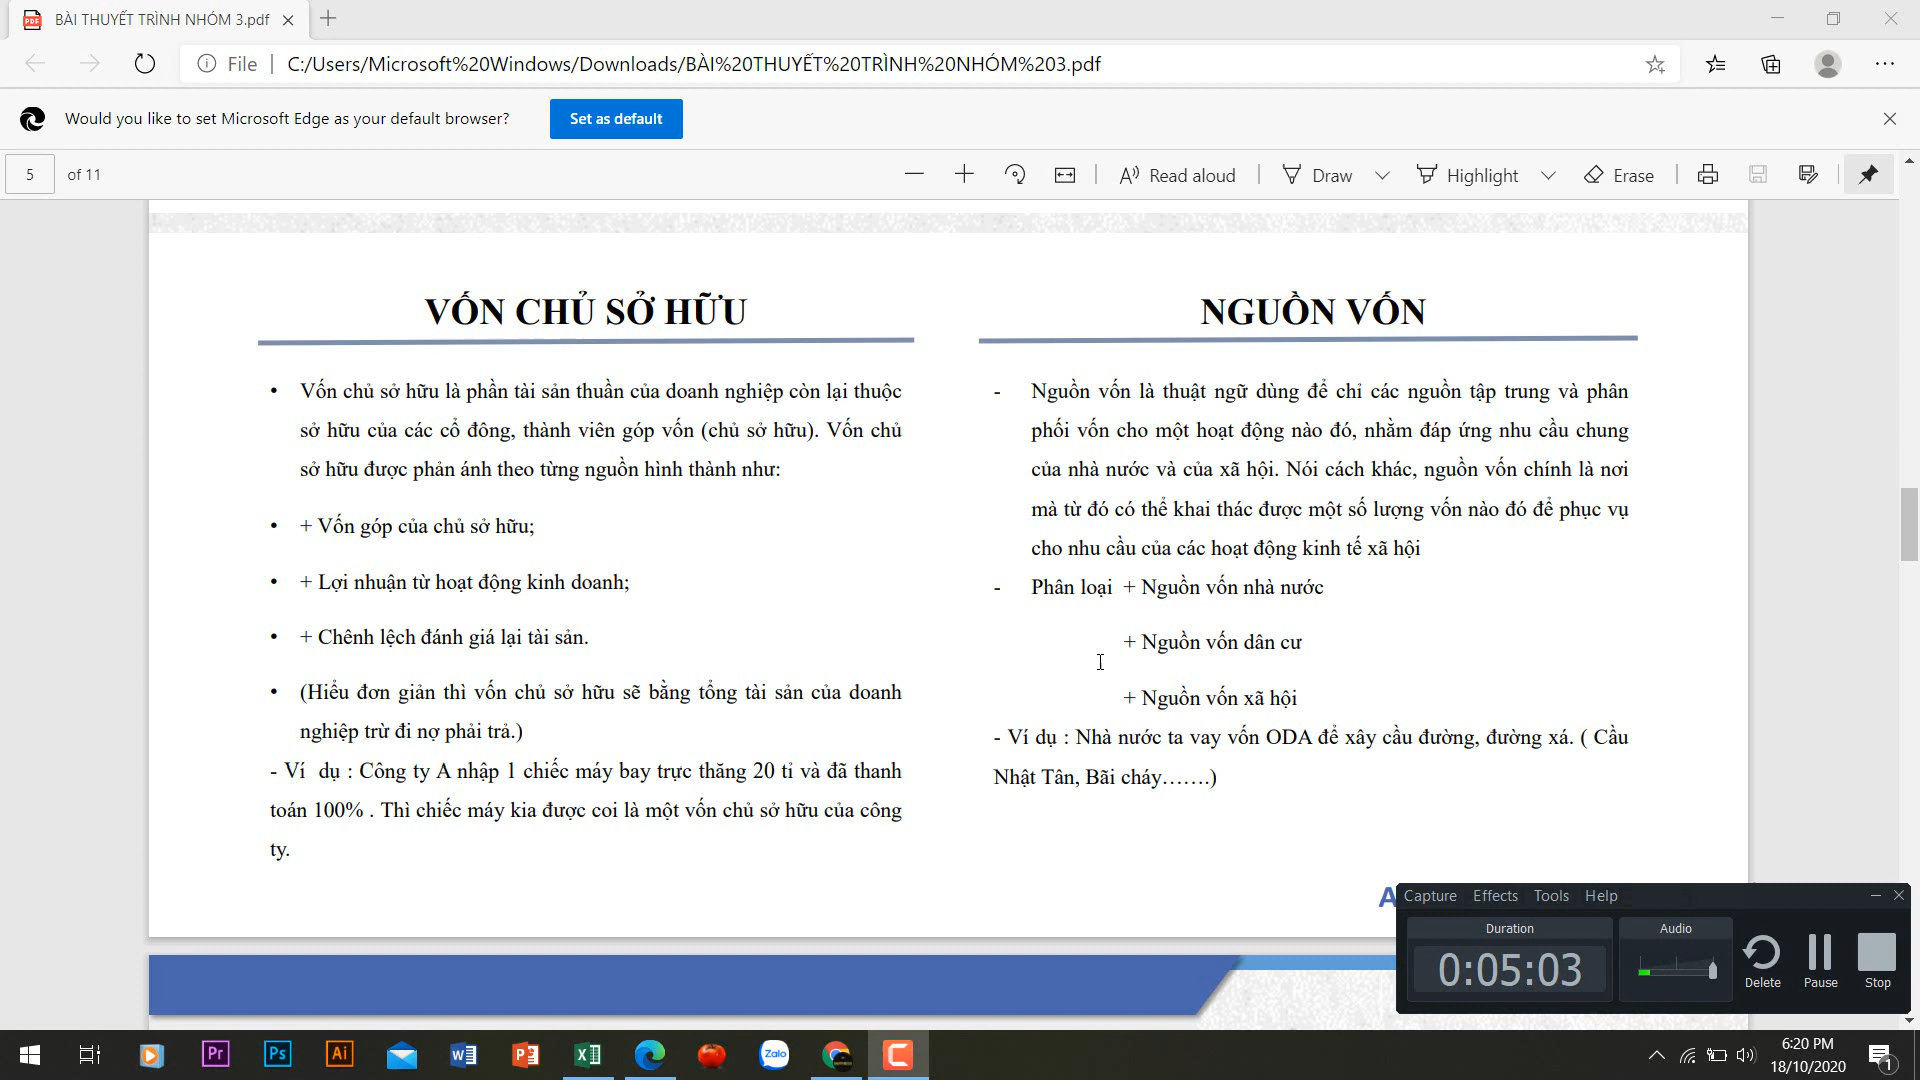 BÀI THUYẾT TRÌNH NHÓM 3.pdf
File
C:/Users/Microsoft%20Windows/Downloads/BÀI%20THUYẾT%20TRÌNH%20NHÓM%203.pdf
Would you like to set Microsoft Edge as your default browser?
Set as default
5 of 11
Read aloud
Draw
Highlight
Erase
VỐN CHỦ SỞ HỮU
• Vốn chủ sở hữu là phần tài sản thuần của doanh nghiệp còn lại thuộc
sở hữu của các cổ đông, thành viên góp vốn (chủ sở hữu). Vốn chủ
sở hữu được phản ánh theo từng nguồn hình thành như:
• + Vốn góp của chủ sở hữu;
• + Lợi nhuận từ hoạt động kinh doanh;
• + Chênh lệch đánh giá lại tài sản.
• (Hiểu đơn giản thì vốn chủ sở hữu sẽ bằng tổng tài sản của doanh
nghiệp trừ đi nợ phải trả.)
- Ví dụ : Công ty A nhập 1 chiếc máy bay trực thăng 20 tỉ và đã thanh
toán 100% . Thì chiếc máy kia được coi là một vốn chủ sở hữu của công
ty.
NGUỒN VỐN
- Nguồn vốn là thuật ngữ dùng để chỉ các nguồn tập trung và phân
phối vốn cho một hoạt động nào đó, nhằm đáp ứng nhu cầu chung
của nhà nước và của xã hội. Nói cách khác, nguồn vốn chính là nơi
mà từ đó có thể khai thác được một số lượng vốn nào đó để phục vụ
cho nhu cầu của các hoạt động kinh tế xã hội
- Phân loại + Nguồn vốn nhà nước
+ Nguồn vốn dân cư
+ Nguồn vốn xã hội
- Ví dụ : Nhà nước ta vay vốn ODA để xây cầu đường, đường xá. ( Cầu
Nhật Tân, Bãi cháy…….)
A
Capture Effects Tools Help
Duration
Audio
0:05:03
Delete
Pause
Stop
Pr
Ps
Ai
Zalo
6:20 PM
18/10/2020
1